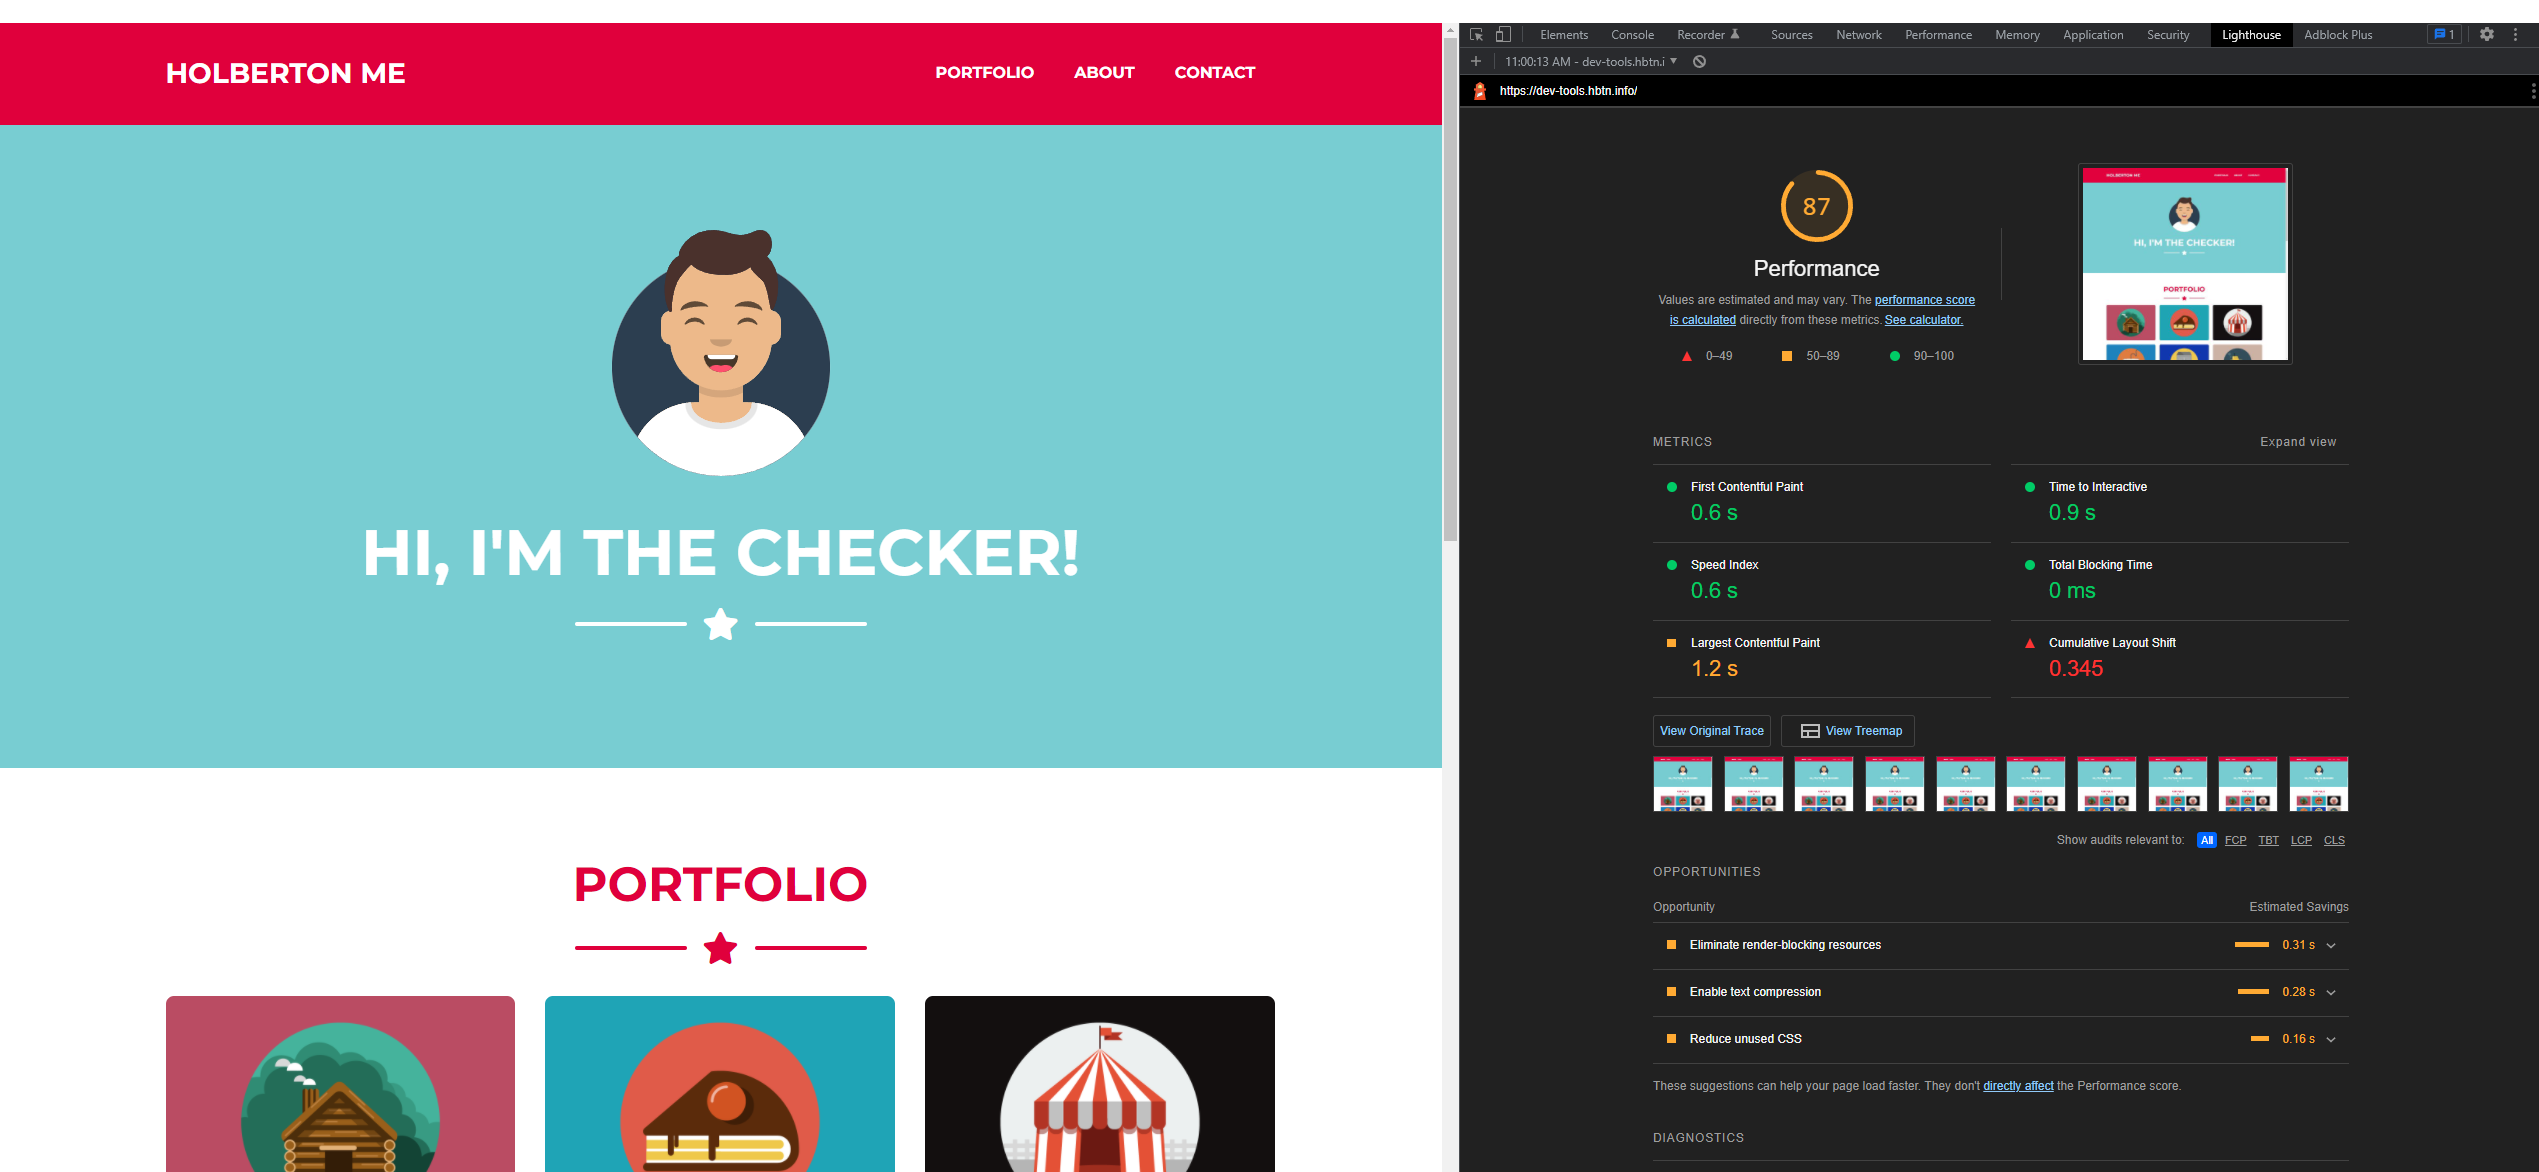 HOLBERTON ME
PORTFOLIO ABOUT CONTACT
HI, I'M THE CHECKER!
PORTFOLIO
Elements Console Recorder Sources Network Performance Memory Application Security Lighthouse Adblock Plus 1
11:00:13 AM - dev-tools.hbtn.i
https://dev-tools.hbtn.info/
87
Performance
Values are estimated and may vary. The performance score
is calculated directly from these metrics. See calculator.
0–49 50–89 90–100
HOLBERTON ME
HI, I'M THE CHECKER!
PORTFOLIO
METRICS Expand view
First Contentful Paint
0.6 s
Time to Interactive
0.9 s
Speed Index
0.6 s
Total Blocking Time
0 ms
Largest Contentful Paint
1.2 s
Cumulative Layout Shift
0.345
View Original Trace View Treemap
Show audits relevant to: All FCP TBT LCP CLS
OPPORTUNITIES
Opportunity Estimated Savings
Eliminate render-blocking resources 0.31 s
Enable text compression 0.28 s
Reduce unused CSS 0.16 s
These suggestions can help your page load faster. They don't directly affect the Performance score.
DIAGNOSTICS